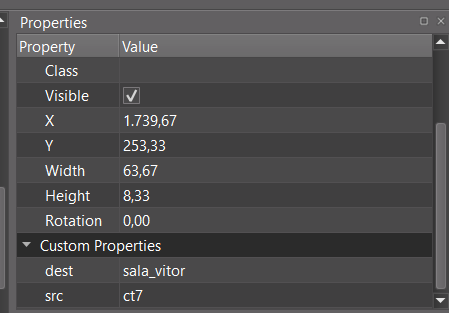 Properties
Property Value
Class
Visible
X 1.739,67
Y 253,33
Width 63,67
Height 8,33
Rotation 0,00
Custom Properties
dest sala_vitor
src ct7